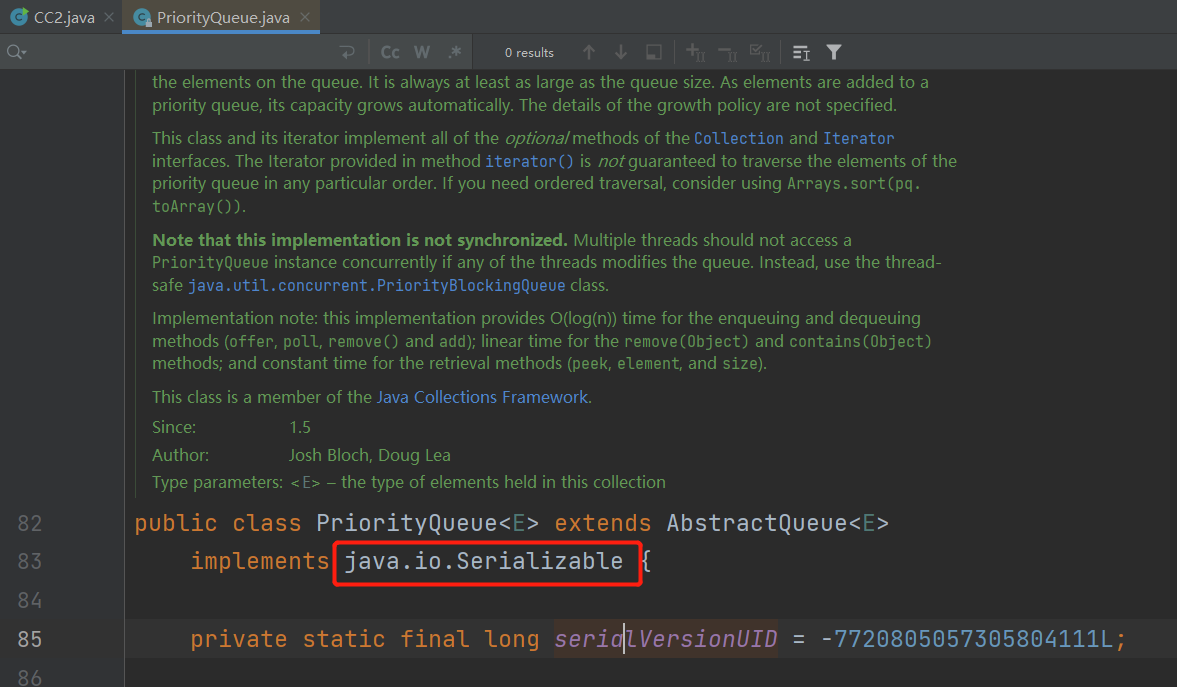 CC2.java
PriorityQueue.java
Cc W .* 0 results
the elements on the queue. It is always at least as large as the queue size. As elements are added to a
priority queue, its capacity grows automatically. The details of the growth policy are not specified.
This class and its iterator implement all of the optional methods of the Collection and Iterator
interfaces. The Iterator provided in method iterator() is not guaranteed to traverse the elements of the
priority queue in any particular order. If you need ordered traversal, consider using Arrays.sort(pq.
toArray()).
Note that this implementation is not synchronized. Multiple threads should not access a
PriorityQueue instance concurrently if any of the threads modifies the queue. Instead, use the thread-
safe java.util.concurrent.PriorityBlockingQueue class.
Implementation note: this implementation provides O(log(n)) time for the enqueuing and dequeuing
methods (offer, poll, remove() and add); linear time for the remove(Object) and contains(Object)
methods; and constant time for the retrieval methods (peek, element, and size).
This class is a member of the Java Collections Framework.
Since: 1.5
Author: Josh Bloch, Doug Lea
Type parameters: <E> – the type of elements held in this collection
82 public class PriorityQueue<E> extends AbstractQueue<E>
83 implements java.io.Serializable {
84
85 private static final long serialVersionUID = -7720805057305804111L;
86